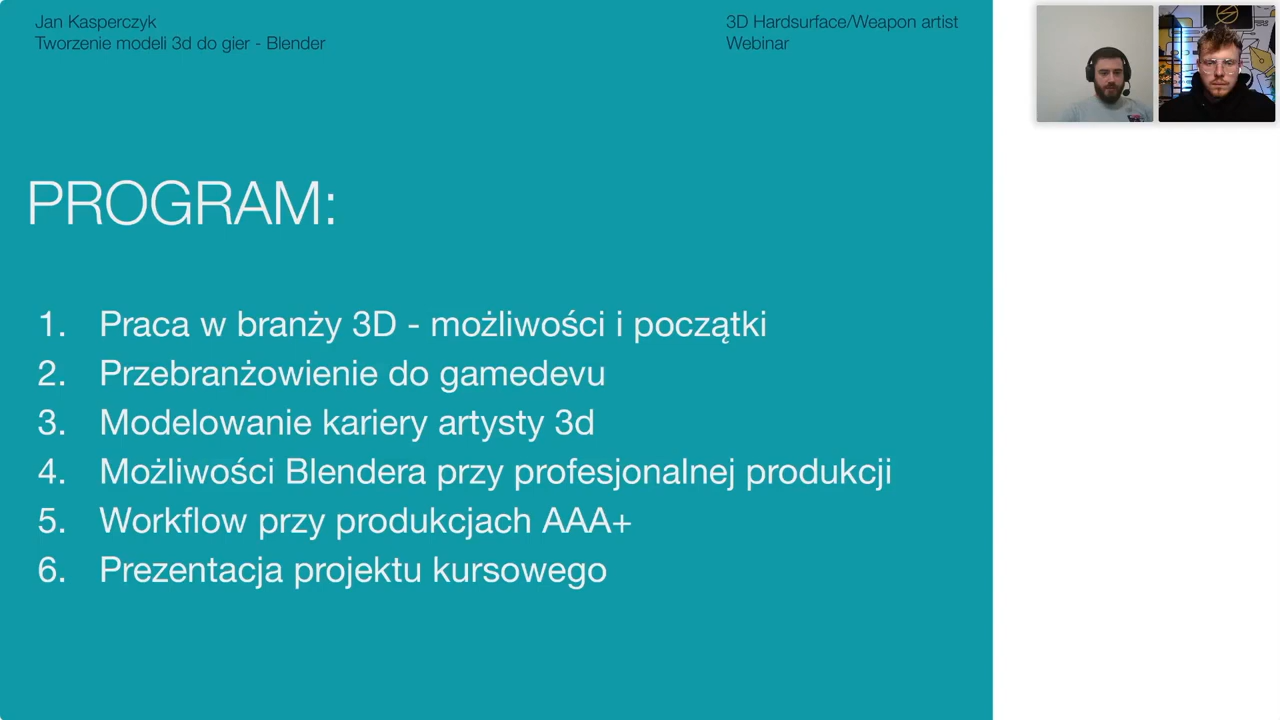 Jan Kasperczyk
Tworzenie modeli 3d do gier - Blender
3D Hardsurface/Weapon artist
Webinar
PROGRAM:
1. Praca w branży 3D - możliwości i początki
2. Przebranżowienie do gamedevu
3. Modelowanie kariery artysty 3d
4. Możliwości Blendera przy profesjonalnej produkcji
5. Workflow przy produkcjach AAA+
6. Prezentacja projektu kursowego